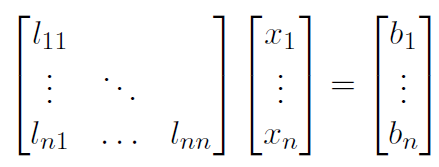 l₁₁ x₁ b₁
⋮ ⋱ ⋮ = ⋮
lₙ₁ … lₙₙ xₙ bₙ